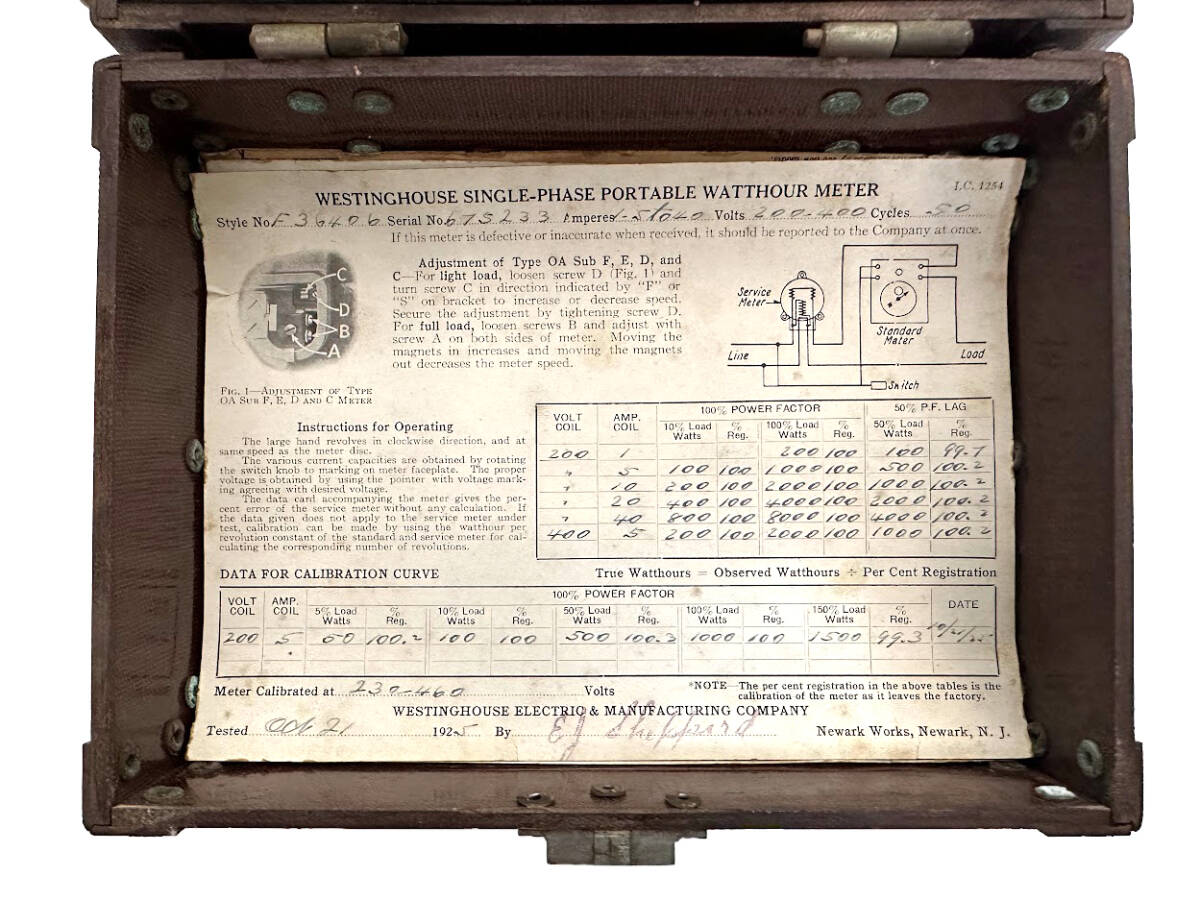 WESTINGHOUSE SINGLE-PHASE PORTABLE WATTHOUR METER I.C. 1254
Style No. F36406 Serial No. 675233 Amperes 1-5 to 40 Volts 200-400 Cycles 50
If this meter is defective or inaccurate when received, it should be reported to the Company at once.
C
D
B
A
FIG. 1—ADJUSTMENT OF TYPE
OA SUB F, E, D AND C METER
Adjustment of Type OA Sub F, E, D, and
C—For light load, loosen screw D (Fig. 1) and
turn screw C in direction indicated by "F" or
"S" on bracket to increase or decrease speed.
Secure the adjustment by tightening screw D.
For full load, loosen screws B and adjust with
screw A on both sides of meter. Moving the
magnets in increases and moving the magnets
out decreases the meter speed.
Service
Meter
Standard
Meter
Line
Load
Switch
Instructions for Operating
The large hand revolves in clockwise direction, and at
same speed as the meter disc.
The various current capacities are obtained by rotating
the switch knob to marking on meter faceplate. The proper
voltage is obtained by using the pointer with voltage mark-
ing agreeing with desired voltage.
The data card accompanying the meter gives the per-
cent error of the service meter without any calculation. If
the data given does not apply to the service meter under
test, calibration can be made by using the watthour per
revolution constant of the standard and service meter for cal-
culating the corresponding number of revolutions.
VOLT COIL AMP. COIL 100% POWER FACTOR 50% P.F. LAG
10% Load Watts % Reg. 100% Load Watts % Reg. 50% Load Watts % Reg.
200 1 200 100 100 99.7
" 5 100 100 1000 100 500 100.2
" 10 200 100 2000 100 1000 100.2
" 20 400 100 4000 100 2000 100.2
" 40 800 100 8000 100 4000 100.2
400 5 200 100 2000 100 1000 100.2
DATA FOR CALIBRATION CURVE True Watthours = Observed Watthours ÷ Per Cent Registration
VOLT COIL AMP. COIL 100% POWER FACTOR DATE
5% Load Watts % Reg. 10% Load Watts % Reg. 50% Load Watts % Reg. 100% Load Watts % Reg. 150% Load Watts % Reg.
200 5 50 100.2 100 100 500 100.3 1000 100 1500 99.3 10/21/25
Meter Calibrated at 230-460 Volts
*NOTE—The per cent registration in the above tables is the
calibration of the meter as it leaves the factory.
WESTINGHOUSE ELECTRIC & MANUFACTURING COMPANY
Tested Oct 21 1925 By EJ Sheppard Newark Works, Newark, N. J.